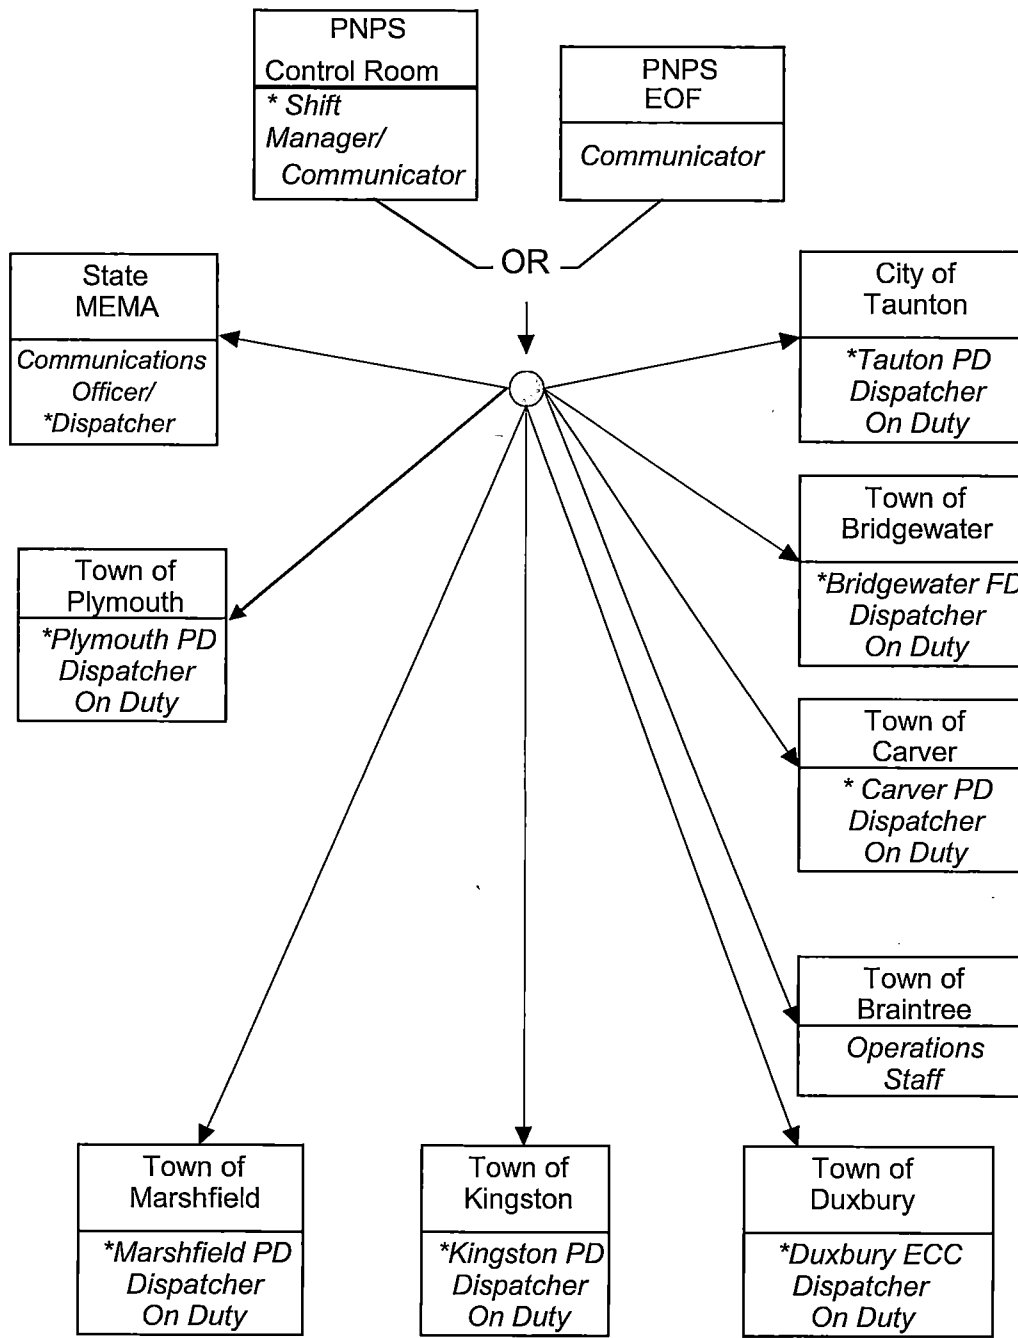 PNPS
Control Room
* Shift
Manager/
Communicator
PNPS
EOF
Communicator
OR
State
MEMA
Communications
Officer/
*Dispatcher
City of
Taunton
*Tauton PD
Dispatcher
On Duty
Town of
Bridgewater
*Bridgewater FD
Dispatcher
On Duty
Town of
Plymouth
*Plymouth PD
Dispatcher
On Duty
Town of
Carver
* Carver PD
Dispatcher
On Duty
Town of
Braintree
Operations
Staff
Town of
Marshfield
*Marshfield PD
Dispatcher
On Duty
Town of
Kingston
*Kingston PD
Dispatcher
On Duty
Town of
Duxbury
*Duxbury ECC
Dispatcher
On Duty